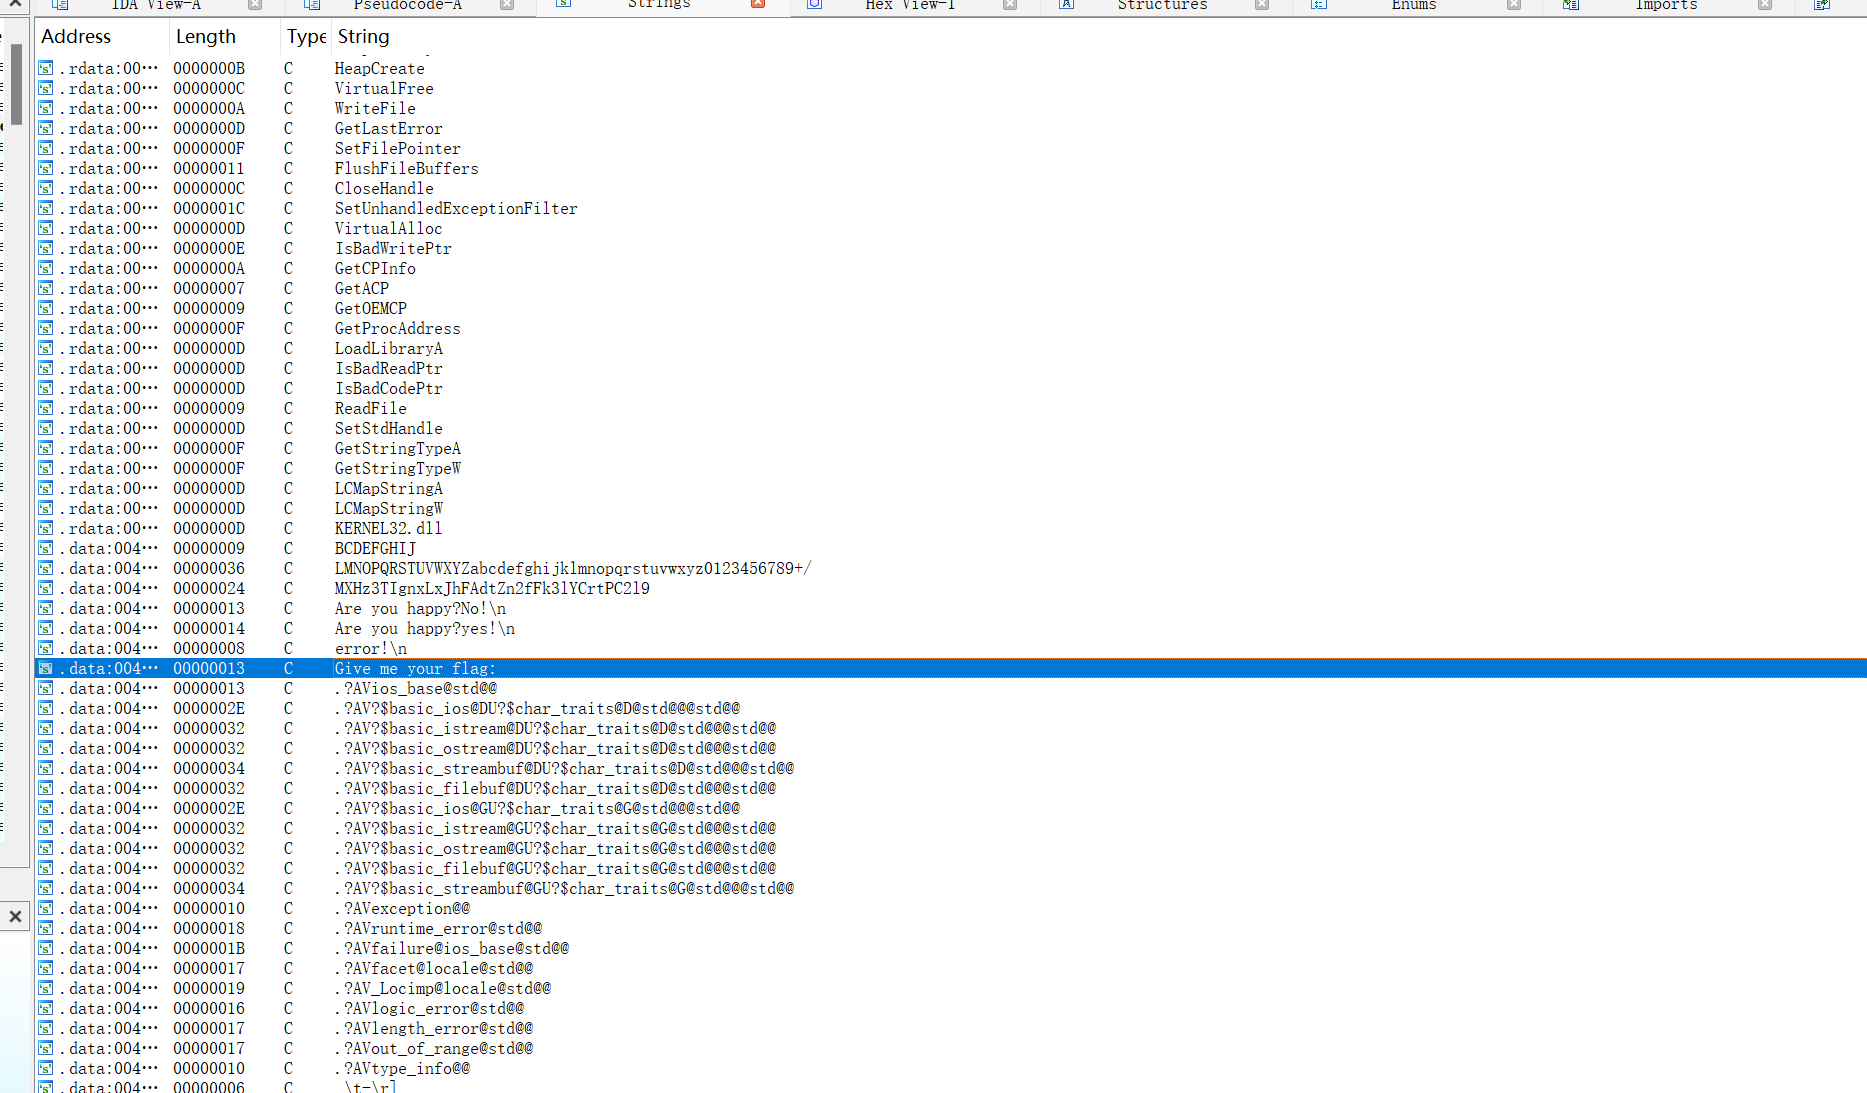 IDA View-A Pseudocode-A Strings Hex View-1 Structures Enums Imports
Address Length Type String
.rdata:00… 0000000B C HeapCreate
.rdata:00… 0000000C C VirtualFree
.rdata:00… 0000000A C WriteFile
.rdata:00… 0000000D C GetLastError
.rdata:00… 0000000F C SetFilePointer
.rdata:00… 00000011 C FlushFileBuffers
.rdata:00… 0000000C C CloseHandle
.rdata:00… 0000001C C SetUnhandledExceptionFilter
.rdata:00… 0000000D C VirtualAlloc
.rdata:00… 0000000E C IsBadWritePtr
.rdata:00… 0000000A C GetCPInfo
.rdata:00… 00000007 C GetACP
.rdata:00… 00000009 C GetOEMCP
.rdata:00… 0000000F C GetProcAddress
.rdata:00… 0000000D C LoadLibraryA
.rdata:00… 0000000D C IsBadReadPtr
.rdata:00… 0000000D C IsBadCodePtr
.rdata:00… 00000009 C ReadFile
.rdata:00… 0000000D C SetStdHandle
.rdata:00… 0000000F C GetStringTypeA
.rdata:00… 0000000F C GetStringTypeW
.rdata:00… 0000000D C LCMapStringA
.rdata:00… 0000000D C LCMapStringW
.rdata:00… 0000000D C KERNEL32.dll
.data:004… 00000009 C BCDEFGHIJ
.data:004… 00000036 C LMNOPQRSTUVWXYZabcdefghijklmnopqrstuvwxyz0123456789+/
.data:004… 00000024 C MXHz3TIgnxLxJhFAdtZn2fFk3lYCrtPC2l9
.data:004… 00000013 C Are you happy?No!\n
.data:004… 00000014 C Are you happy?yes!\n
.data:004… 00000008 C error!\n
.data:004… 00000013 C Give me your flag:
.data:004… 00000013 C .?AVios_base@std@@
.data:004… 0000002E C .?AV?$basic_ios@DU?$char_traits@D@std@@@std@@
.data:004… 00000032 C .?AV?$basic_istream@DU?$char_traits@D@std@@@std@@
.data:004… 00000032 C .?AV?$basic_ostream@DU?$char_traits@D@std@@@std@@
.data:004… 00000034 C .?AV?$basic_streambuf@DU?$char_traits@D@std@@@std@@
.data:004… 00000032 C .?AV?$basic_filebuf@DU?$char_traits@D@std@@@std@@
.data:004… 0000002E C .?AV?$basic_ios@GU?$char_traits@G@std@@@std@@
.data:004… 00000032 C .?AV?$basic_istream@GU?$char_traits@G@std@@@std@@
.data:004… 00000032 C .?AV?$basic_ostream@GU?$char_traits@G@std@@@std@@
.data:004… 00000032 C .?AV?$basic_filebuf@GU?$char_traits@G@std@@@std@@
.data:004… 00000034 C .?AV?$basic_streambuf@GU?$char_traits@G@std@@@std@@
.data:004… 00000010 C .?AVexception@@
.data:004… 00000018 C .?AVruntime_error@std@@
.data:004… 0000001B C .?AVfailure@ios_base@std@@
.data:004… 00000017 C .?AVfacet@locale@std@@
.data:004… 00000019 C .?AV_Locimp@locale@std@@
.data:004… 00000016 C .?AVlogic_error@std@@
.data:004… 00000017 C .?AVlength_error@std@@
.data:004… 00000017 C .?AVout_of_range@std@@
.data:004… 00000010 C .?AVtype_info@@
.data:004… 00000006 C \t-\r]